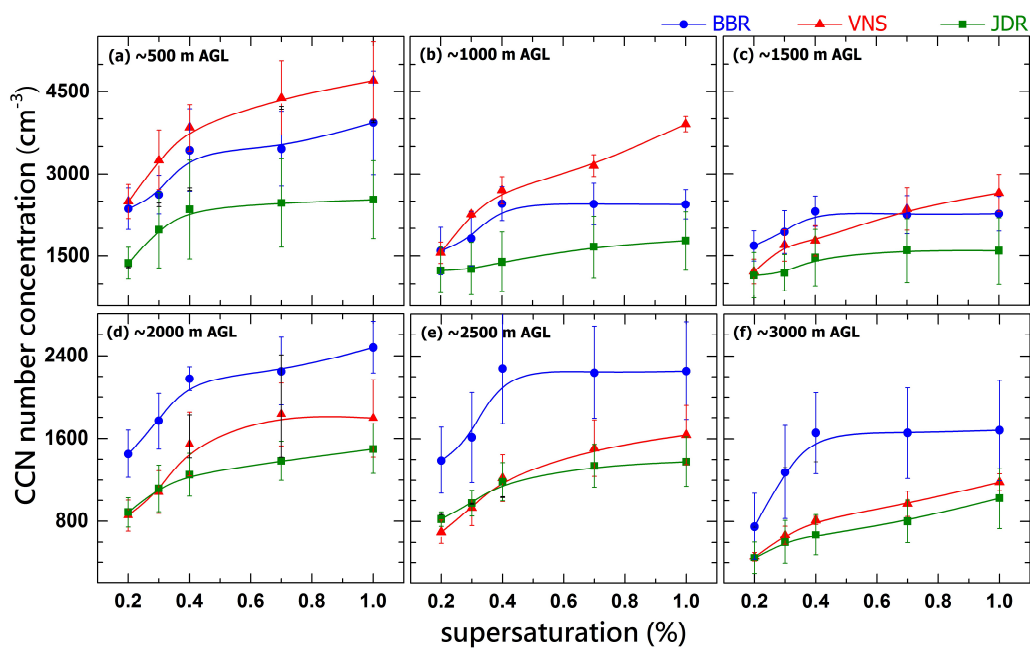 BBR VNS JDR
(a) ~500 m AGL (b) ~1000 m AGL (c) ~1500 m AGL
4500
3000
1500
(d) ~2000 m AGL (e) ~2500 m AGL (f) ~3000 m AGL
2400
1600
800
0.2 0.4 0.6 0.8 1.0 0.2 0.4 0.6 0.8 1.0 0.2 0.4 0.6 0.8 1.0
supersaturation (%)
CCN number concentration (cm⁻³)